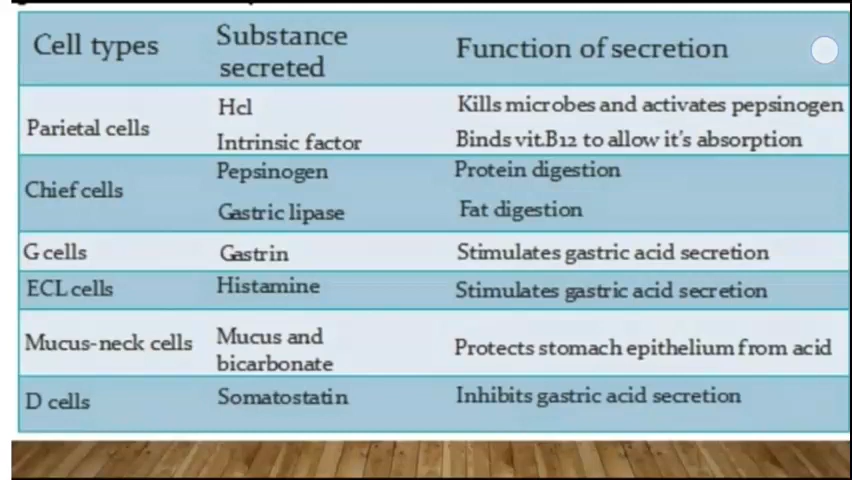 Cell types
Substance
secreted
Function of secretion
Parietal cells
Hcl
Kills microbes and activates pepsinogen
Intrinsic factor
Binds vit.B12 to allow it's absorption
Chief cells
Pepsinogen
Protein digestion
Gastric lipase
Fat digestion
G cells
Gastrin
Stimulates gastric acid secretion
ECL cells
Histamine
Stimulates gastric acid secretion
Mucus-neck cells
Mucus and
bicarbonate
Protects stomach epithelium from acid
D cells
Somatostatin
Inhibits gastric acid secretion